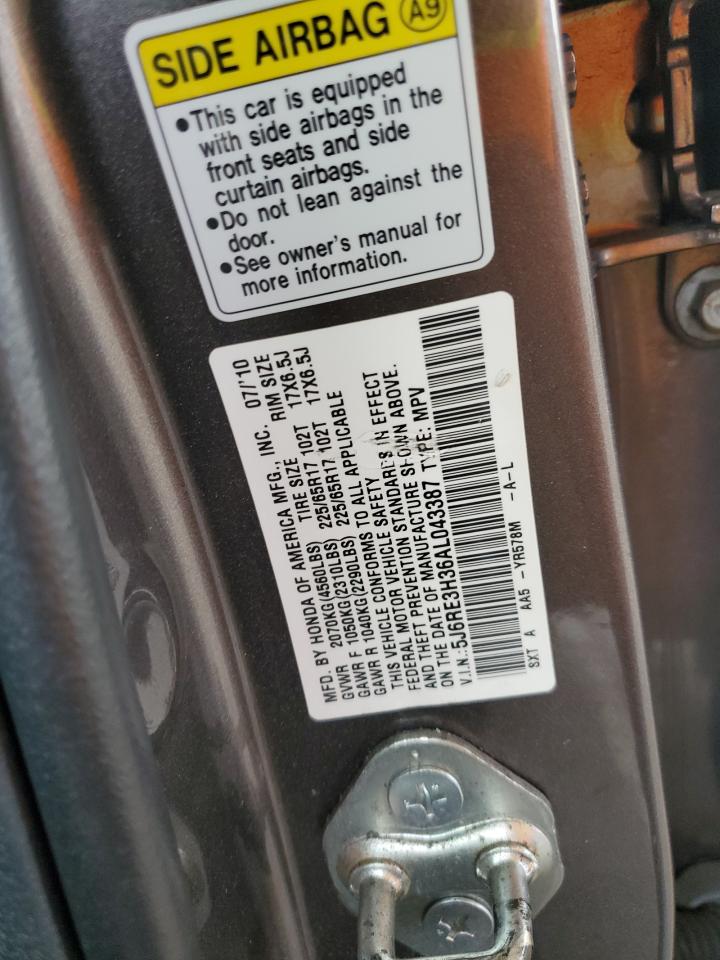 SIDE AIRBAG A9
•This car is equipped
with side airbags in the
front seats and side
curtain airbags.
•Do not lean against the
door.
•See owner's manual for
more information.
MFD. BY HONDA OF AMERICA MFG., INC. 07/'10
TIRE SIZE RIM SIZE
GVWR 2070KG(4560LBS)
GAWR F 1050KG(2310LBS) 225/65R17 102T 17X6.5J
GAWR R 1040KG(2290LBS) 225/65R17 102T 17X6.5J
THIS VEHICLE CONFORMS TO ALL APPLICABLE
FEDERAL MOTOR VEHICLE SAFETY
AND THEFT PREVENTION STANDARDS IN EFFECT
ON THE DATE OF MANUFACTURE SHOWN ABOVE.
V.I.N.:5J6RE3H36AL043387 TYPE: MPV
SXT A AA5 -YR578M -A-L